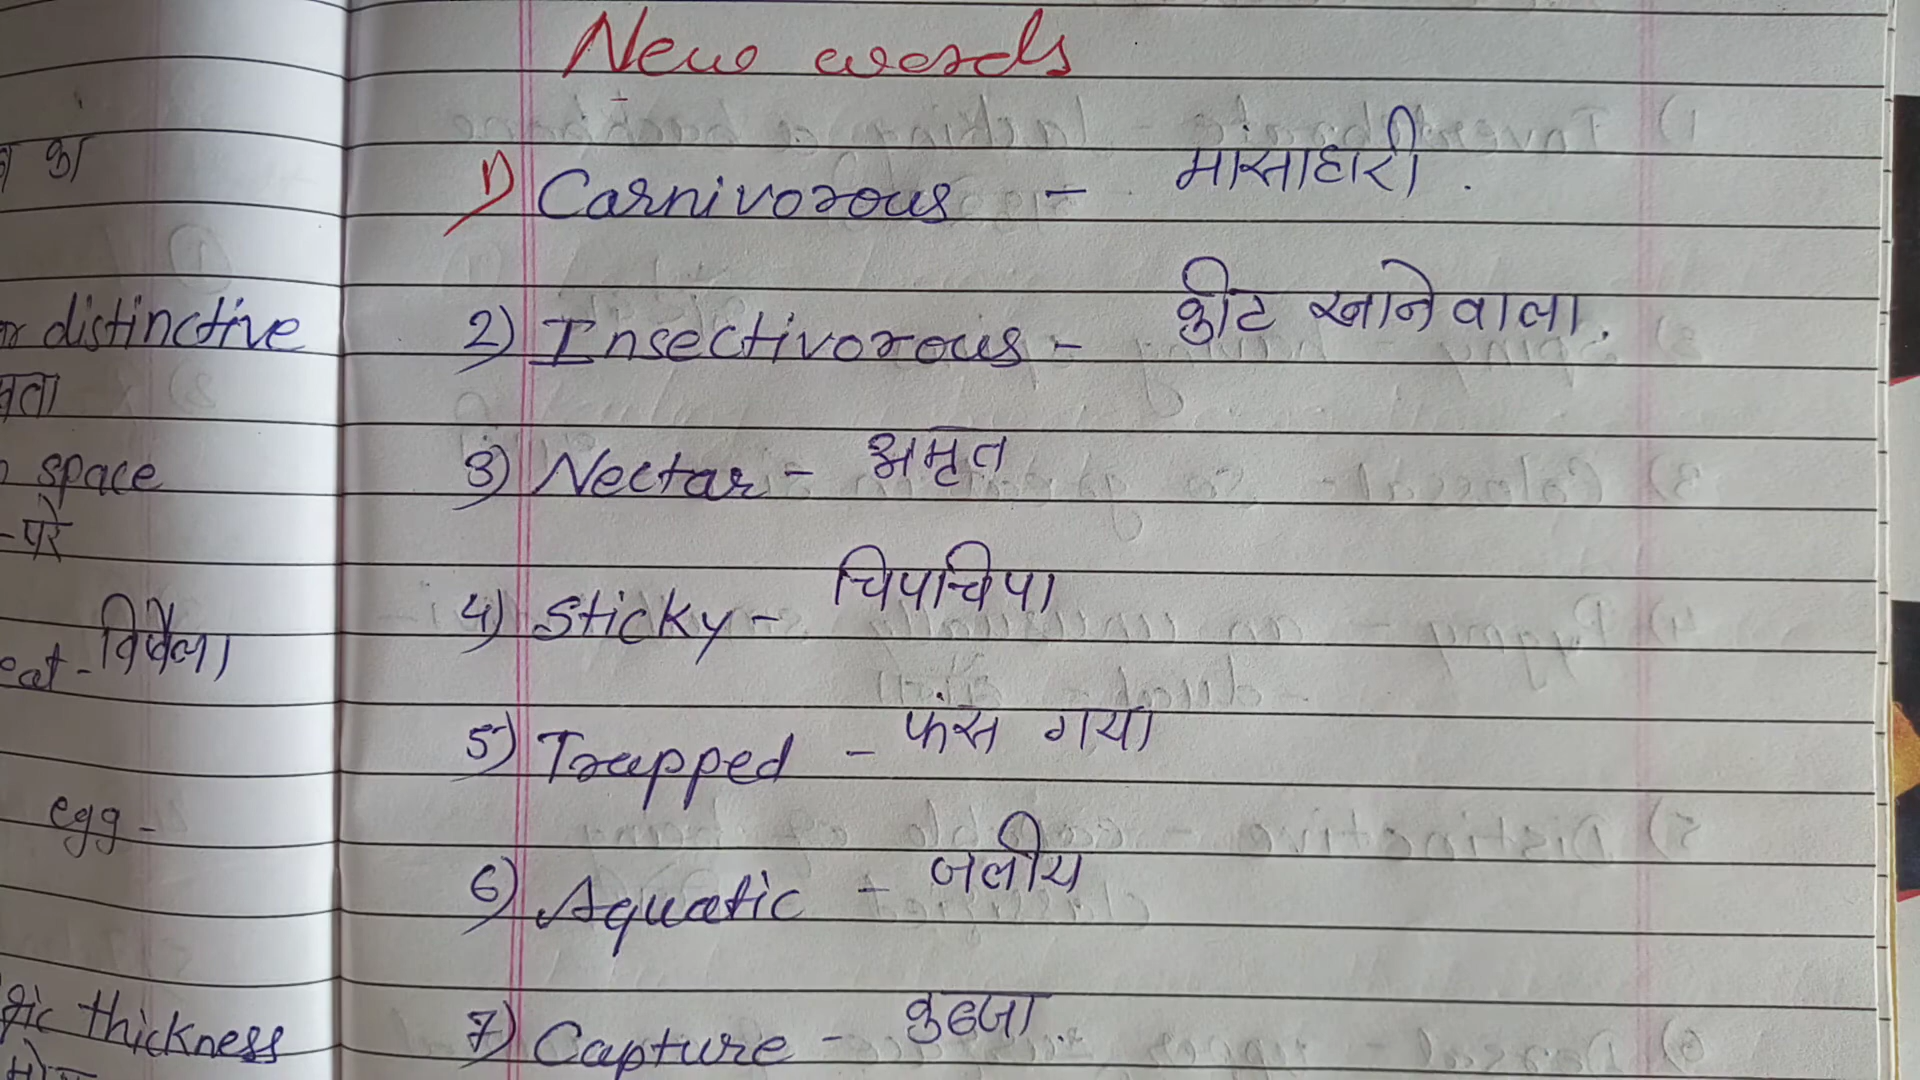 New words
1) Carnivorous - मांसाहारी.
2) Insectivorous - कीट खाने वाला.
3) Nectar - अमृत
4) Sticky - चिपचिपा
5) Trapped - फंस गया
6) Aquatic - जलीय
7) Capture - कब्जा.
का
distinctive
space
- परे
- विषैला
egg -
thickness